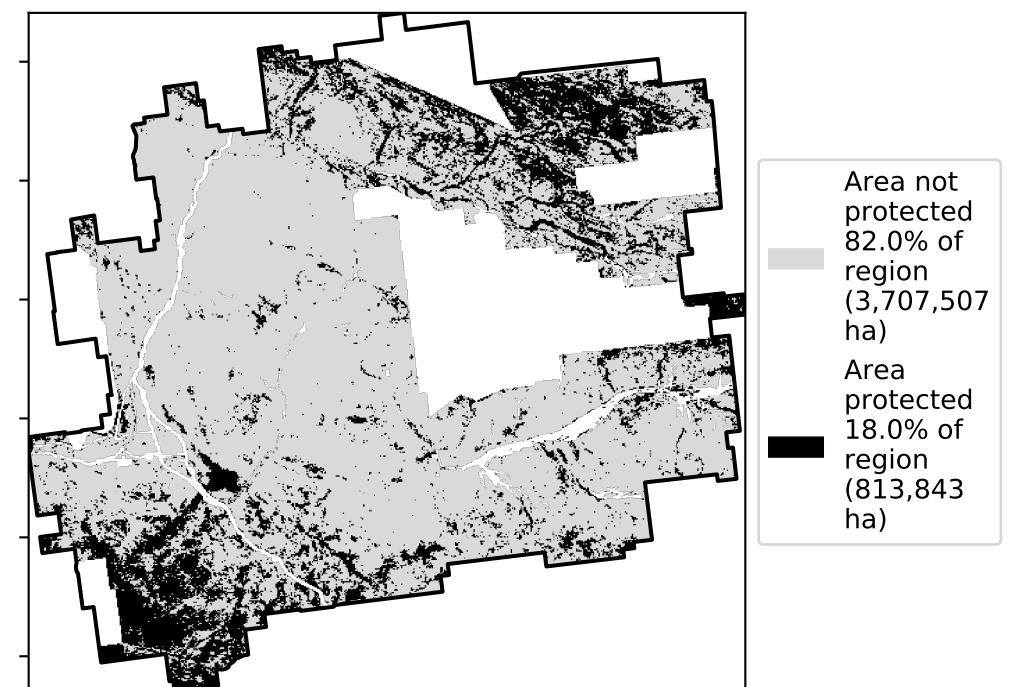 Area not
protected
82.0% of
region
(3,707,507
ha)
Area
protected
18.0% of
region
(813,843
ha)